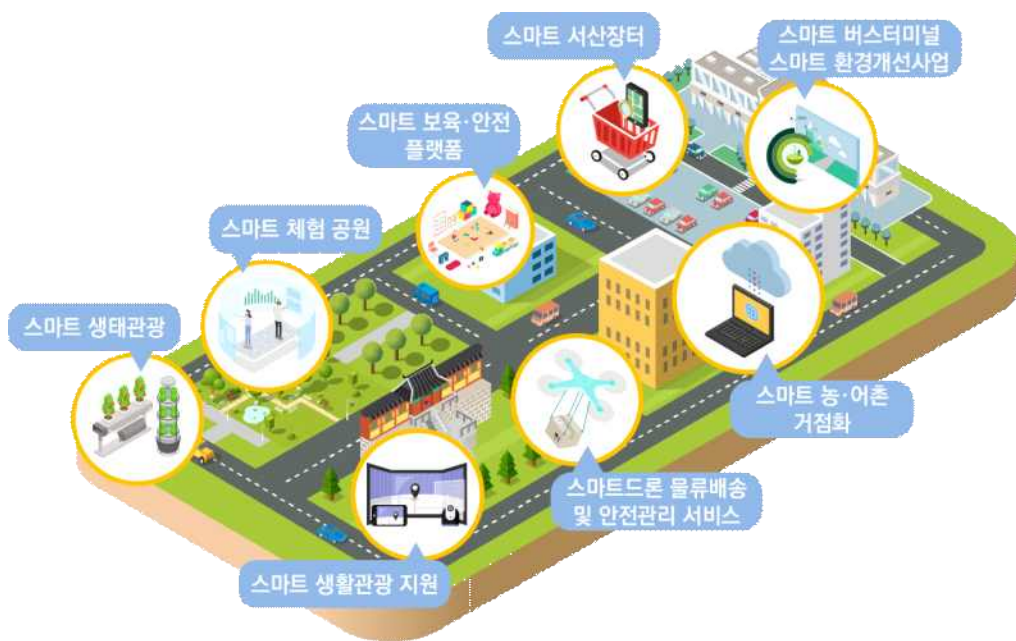 스마트 서산장터
스마트 버스터미널
스마트 환경개선사업
스마트 보육·안전
플랫폼
스마트 체험 공원
스마트 생태관광
스마트 농·어촌
거점화
스마트드론 물류배송
및 안전관리 서비스
스마트 생활관광 지원